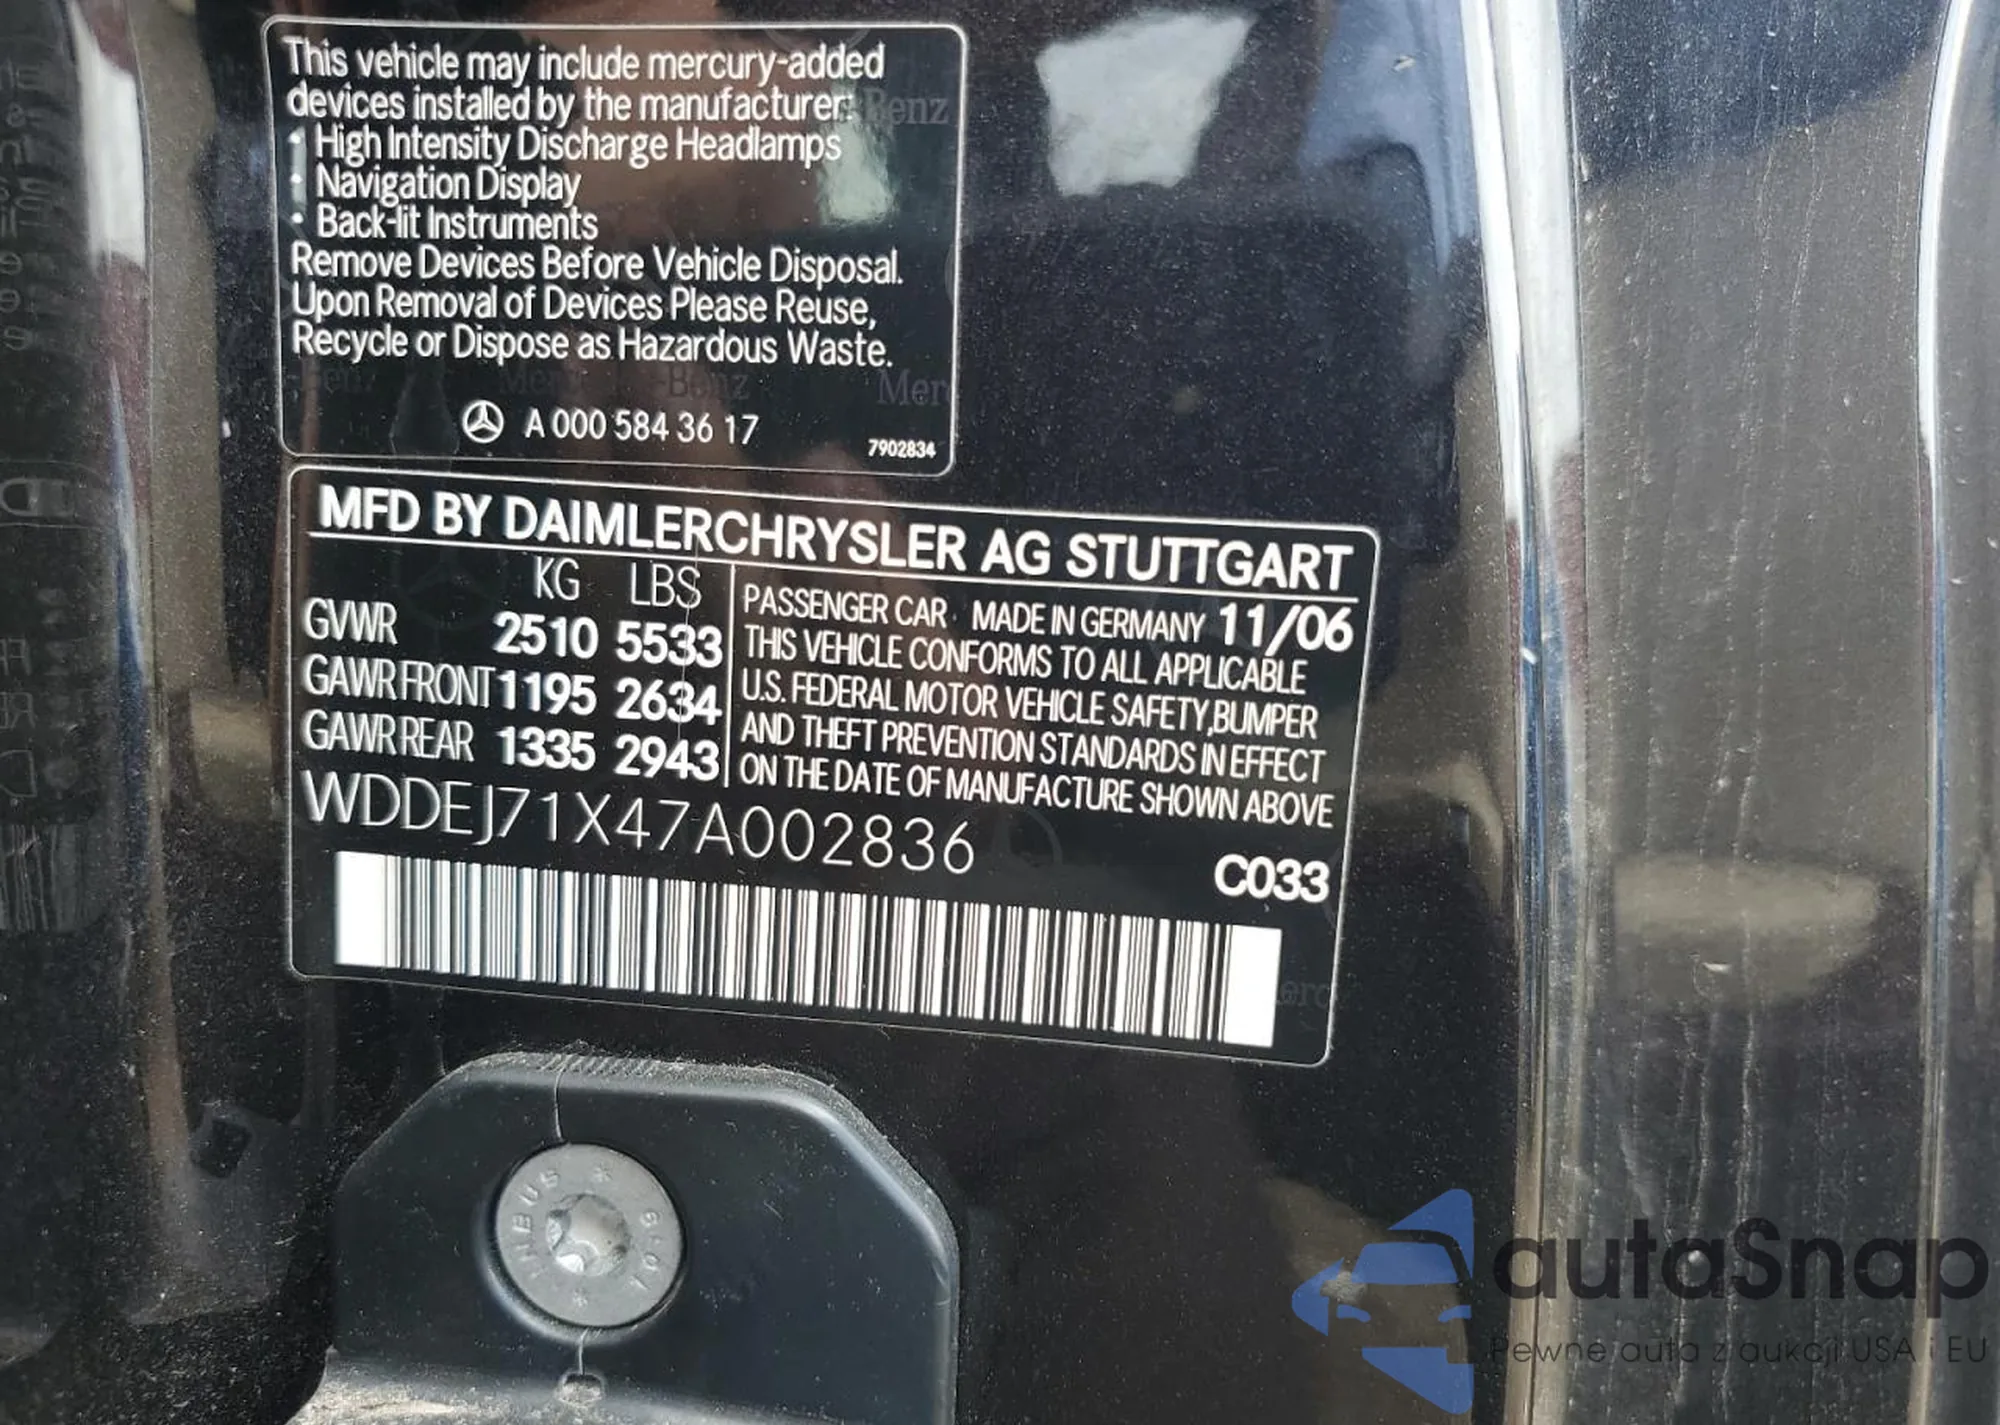 This vehicle may include mercury-added
devices installed by the manufacturer:
• High Intensity Discharge Headlamps
• Navigation Display
• Back-lit Instruments
Remove Devices Before Vehicle Disposal.
Upon Removal of Devices Please Reuse,
Recycle or Dispose as Hazardous Waste.
A 000 584 36 17
7902834
MFD BY DAIMLERCHRYSLER AG STUTTGART
KG LBS
GVWR 2510 5533
GAWR FRONT 1195 2634
GAWR REAR 1335 2943
PASSENGER CAR MADE IN GERMANY 11/06
THIS VEHICLE CONFORMS TO ALL APPLICABLE
U.S. FEDERAL MOTOR VEHICLE SAFETY,BUMPER
AND THEFT PREVENTION STANDARDS IN EFFECT
ON THE DATE OF MANUFACTURE SHOWN ABOVE
WDDEJ71X47A002836
C033
INBUS 10.9
autaSnap
Pewne auta z aukcji USA i EU